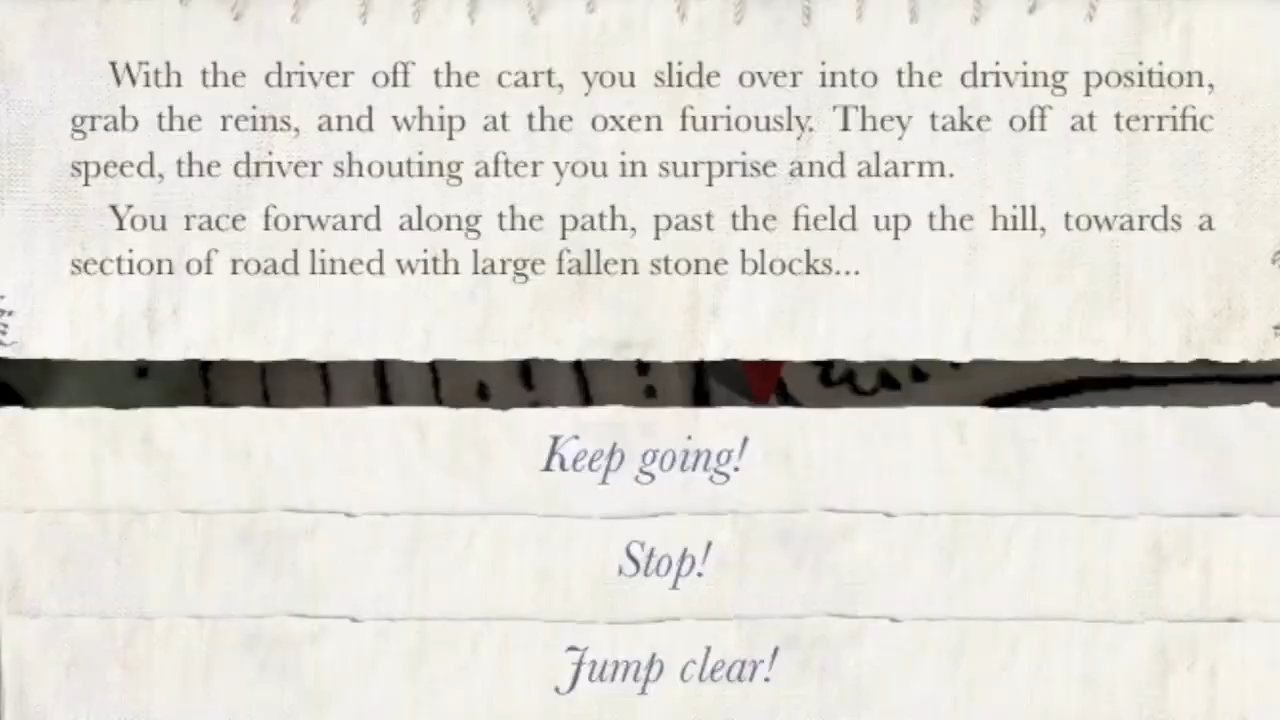 With the driver off the cart, you slide over into the driving position,
grab the reins, and whip at the oxen furiously. They take off at terrific
speed, the driver shouting after you in surprise and alarm.
You race forward along the path, past the field up the hill, towards a
section of road lined with large fallen stone blocks...
Keep going!
Stop!
Jump clear!